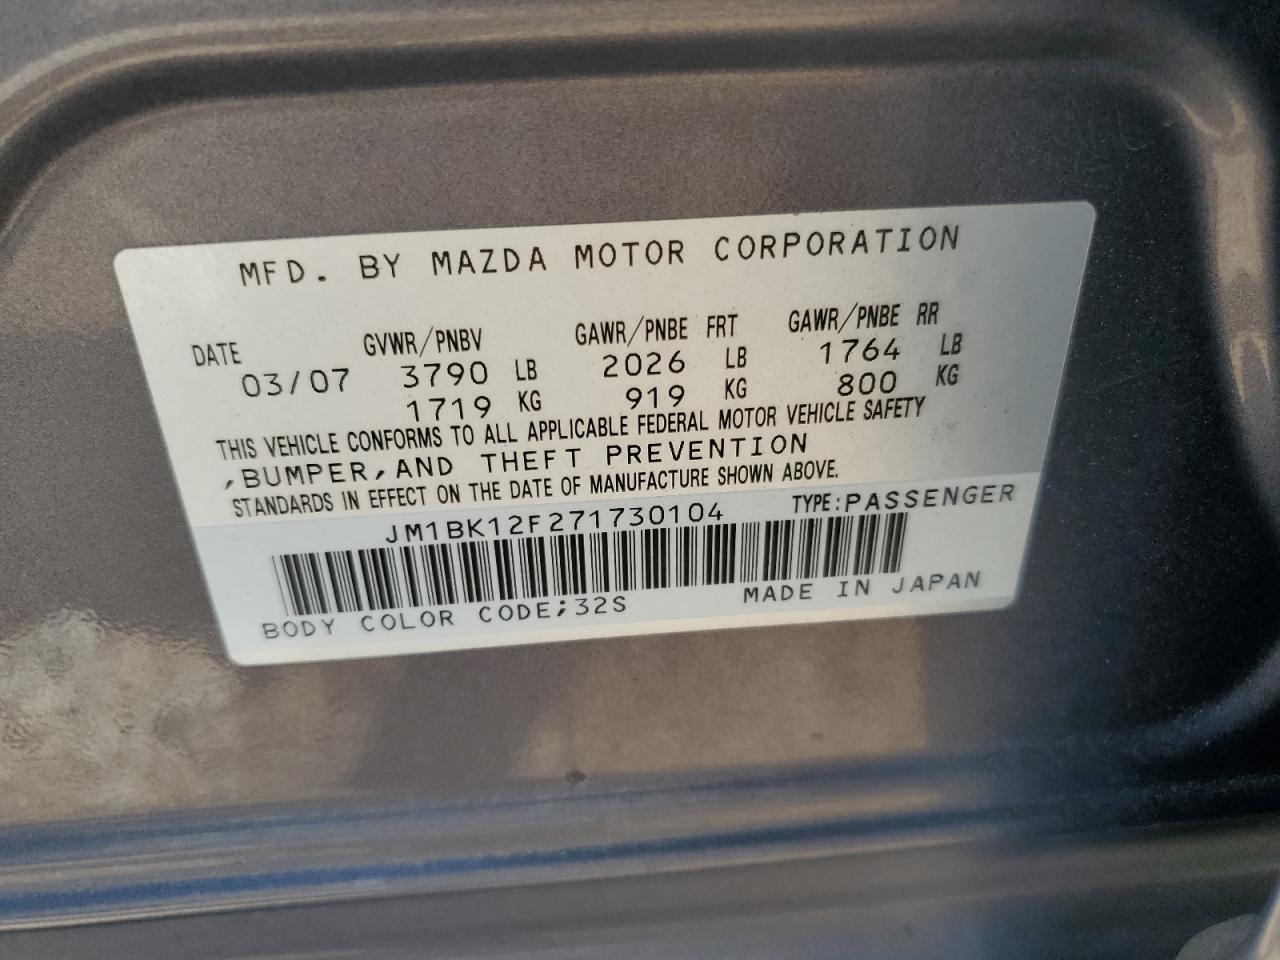 MFD. BY MAZDA MOTOR CORPORATION
DATE GVWR/PNBV GAWR/PNBE FRT GAWR/PNBE RR
03/07 3790 LB 2026 LB 1764 LB
1719 KG 919 KG 800 KG
THIS VEHICLE CONFORMS TO ALL APPLICABLE FEDERAL MOTOR VEHICLE SAFETY
,BUMPER,AND THEFT PREVENTION
STANDARDS IN EFFECT ON THE DATE OF MANUFACTURE SHOWN ABOVE.
JM1BK12F271730104 TYPE:PASSENGER
BODY COLOR CODE;32S MADE IN JAPAN